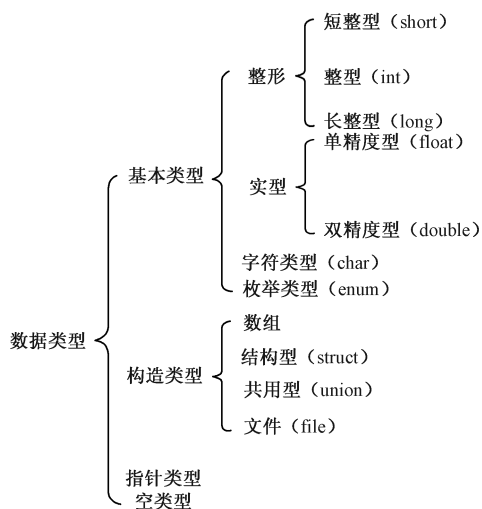 短整型（short）
整形
整型（int）
长整型（long）
单精度型（float）
基本类型
实型
双精度型（double）
字符类型（char）
枚举类型（enum）
数组
数据类型
结构型（struct）
构造类型
共用型（union）
文件（file）
指针类型
空类型